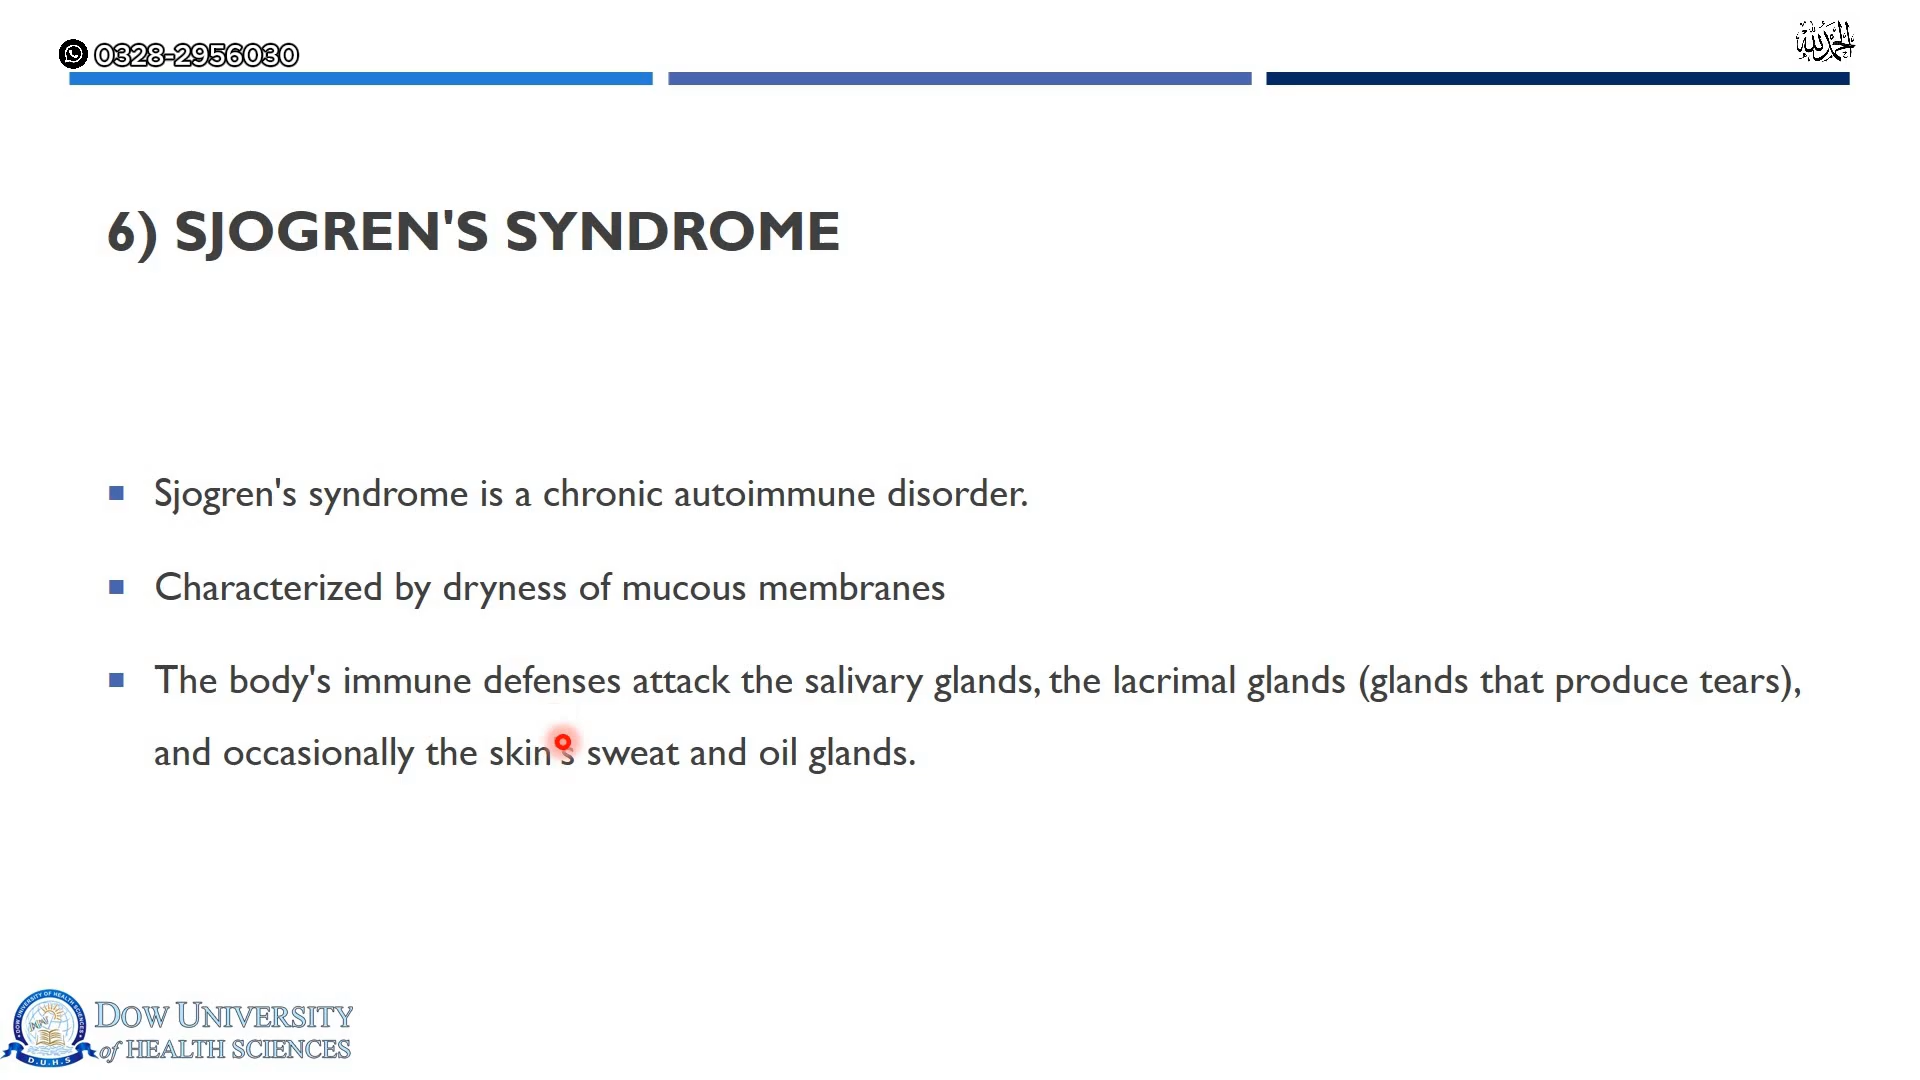 0328-2956030
الحمدلله
6) SJOGREN'S SYNDROME
Sjogren's syndrome is a chronic autoimmune disorder.
Characterized by dryness of mucous membranes
The body's immune defenses attack the salivary glands, the lacrimal glands (glands that produce tears),
and occasionally the skin's sweat and oil glands.
DOW UNIVERSITY
of HEALTH SCIENCES
D.U.H.S